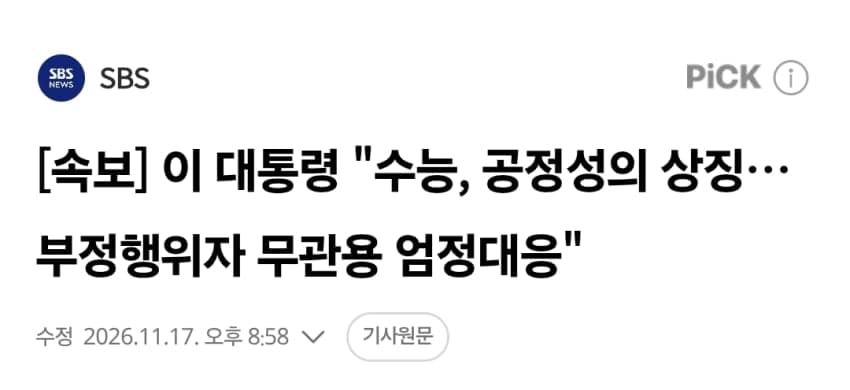 SBS NEWS
SBS
PiCK
[속보] 이 대통령 "수능, 공정성의 상징…
부정행위자 무관용 엄정대응"
수정 2026.11.17. 오후 8:58
기사원문